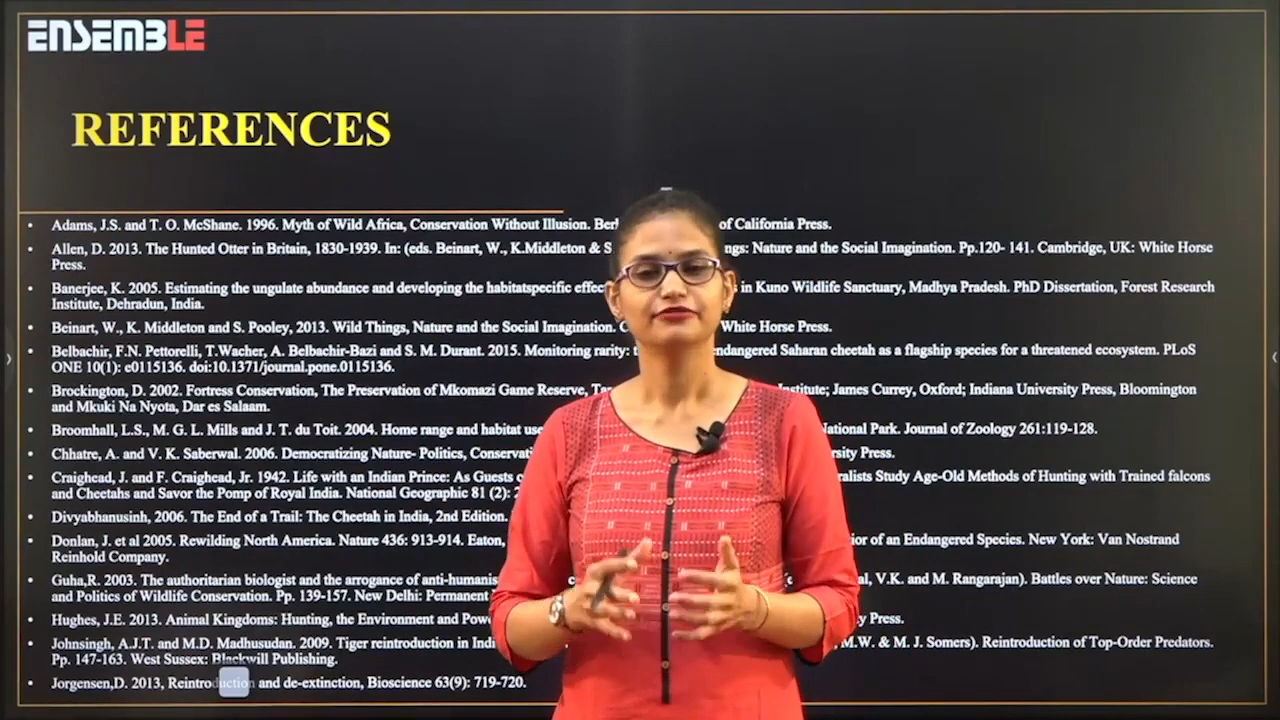 ENSEMBLE
REFERENCES
• Adams, J.S. and T. O. McShane. 1996. Myth of Wild Africa, Conservation Without Illusion. of California Press.
• Allen, D. 2013. The Hunted Otter in Britain, 1830-1939. In: (eds. Beinart, W., K.Middleton & S Nature and the Social Imagination. Pp.120- 141. Cambridge, UK: White Horse
Press.
• Banerjee, K. 2005. Estimating the ungulate abundance and developing the habitatspecific in Kuno Wildlife Sanctuary, Madhya Pradesh. PhD Dissertation, Forest Research
Institute, Dehradun, India.
• Beinart, W., K. Middleton and S. Pooley, 2013. Wild Things, Nature and the Social Imagination. White Horse Press.
• Belbachir, F.N. Pettorelli, T.Wacher, A. Belbachir-Bazi and S. M. Durant. 2015. Monitoring rarity: Saharan cheetah as a flagship species for a threatened ecosystem. PLoS
ONE 10(1): e0115136. doi:10.1371/journal.pone.0115136.
• Brockington, D. 2002. Fortress Conservation, The Preservation of Mkomazi Game Reserve, Institute; James Currey, Oxford; Indiana University Press, Bloomington
and Mkuki Na Nyota, Dar es Salaam.
• Broomhall, L.S., M. G. L. Mills and J. T. du Toit. 2004. Home range and habitat National Park. Journal of Zoology 261:119-128.
• Chhatre, A. and V. K. Saberwal. 2006. Democratizing Nature- Politics, Press.
• Craighead, J. and F. Craighead, Jr. 1942. Life with an Indian Prince: As Guests Study Age-Old Methods of Hunting with Trained falcons
and Cheetahs and Savor the Pomp of Royal India. National Geographic 81 (2):
• Divyabhanusinh, 2006. The End of a Trail: The Cheetah in India, 2nd Edition.
• Donlan, J. et al 2005. Rewilding North America. Nature 436: 913-914. Eaton, of an Endangered Species. New York: Van Nostrand
Reinhold Company.
• Guha,R. 2003. The authoritarian biologist and the arrogance of V.K. and M. Rangarajan). Battles over Nature: Science
and Politics of Wildlife Conservation. Pp. 139-157. New Delhi: Permanent
• Hughes, J.E. 2013. Animal Kingdoms: Hunting, the Environment and Press.
• Johnsingh, A.J.T. and M.D. Madhusudan. 2009. Tiger reintroduction in M.W. & M. J. Somers). Reintroduction of Top-Order Predators.
Pp. 147-163. West Sussex: Blackwill Publishing.
• Jorgensen,D. 2013, Reintroduction and de-extinction, Bioscience 63(9): 719-720.